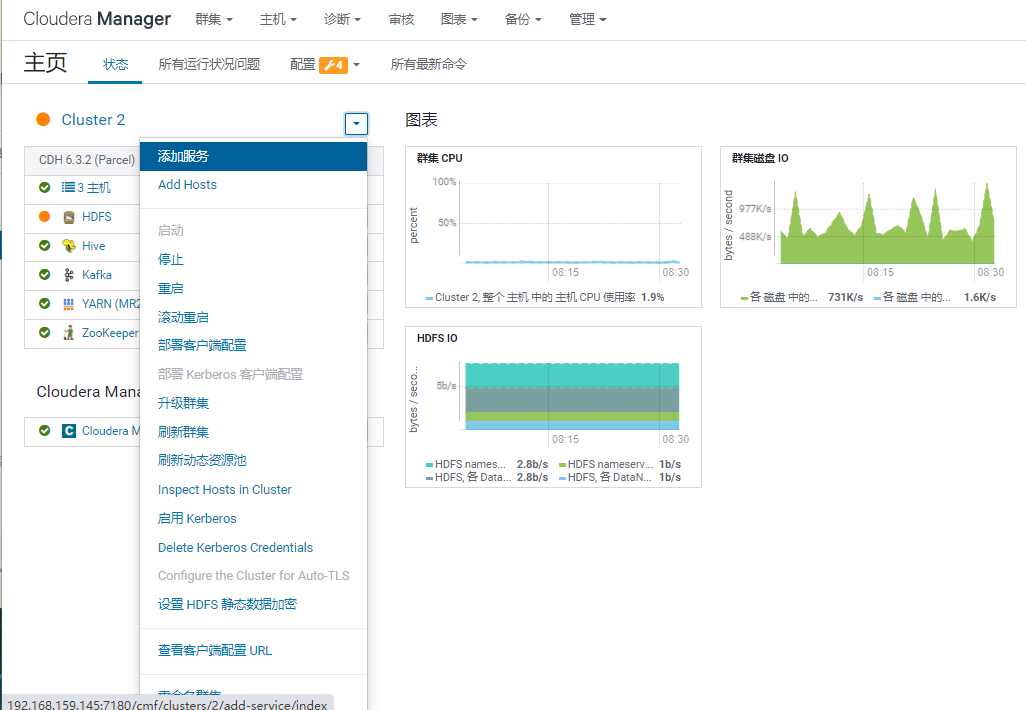 Cloudera Manager 群集 主机 诊断 审核 图表 备份 管理
主页 状态 所有运行状况问题 配置 4 所有最新命令
Cluster 2
CDH 6.3.2 (Parcel)
3 主机
HDFS
Hive
Kafka
YARN (MR2
ZooKeeper
Cloudera Mana
C Cloudera M
添加服务
Add Hosts
启动
停止
重启
滚动重启
部署客户端配置
部署 Kerberos 客户端配置
升级群集
刷新群集
刷新动态资源池
Inspect Hosts in Cluster
启用 Kerberos
Delete Kerberos Credentials
Configure the Cluster for Auto-TLS
设置 HDFS 静态数据加密
查看客户端配置 URL
图表
群集 CPU
percent
100%
50%
08:15 08:30
Cluster 2, 整个 主机 中的 主机 CPU 使用率 1.9%
群集磁盘 IO
bytes / second
977K/s
488K/s
08:15 08:30
各 磁盘 中的... 731K/s 各 磁盘 中的... 1.6K/s
HDFS IO
bytes / seco...
5b/s
08:15 08:30
HDFS names... 2.8b/s HDFS nameserv... 1b/s
HDFS, 各 Data... 2.8b/s HDFS, 各 DataN... 1b/s
192.168.159.145:7180/cmf/clusters/2/add-service/index